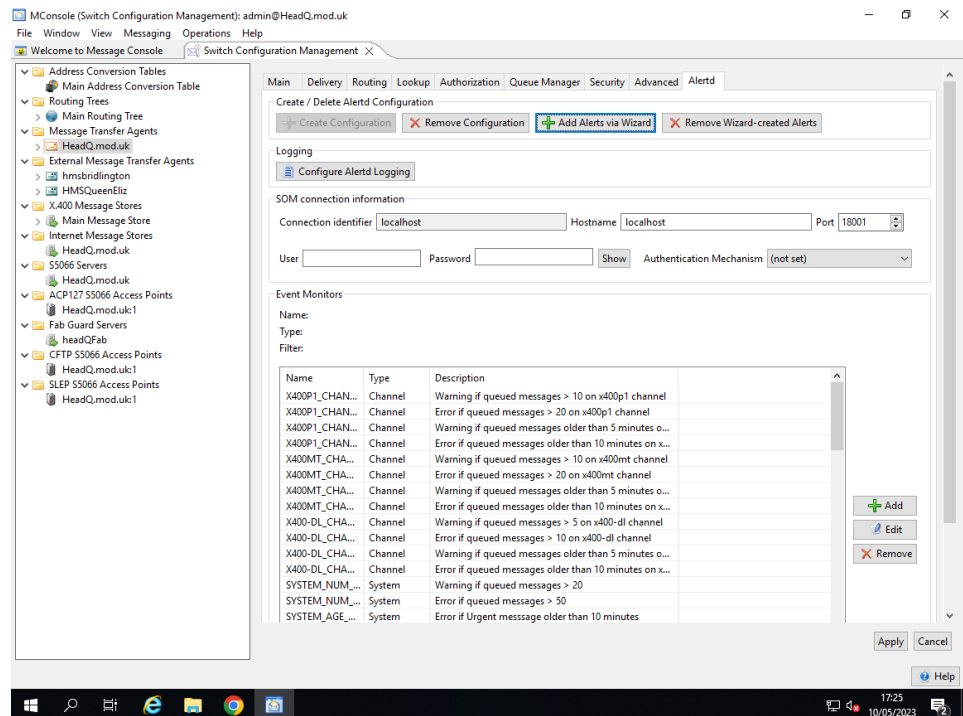 MConsole (Switch Configuration Management): admin@HeadQ.mod.uk
File Window View Messaging Operations Help
Welcome to Message Console Switch Configuration Management
Address Conversion Tables
Main Address Conversion Table
Routing Trees
Main Routing Tree
Message Transfer Agents
HeadQ.mod.uk
External Message Transfer Agents
hmsbridlington
HMSQueenEliz
X.400 Message Stores
Main Message Store
Internet Message Stores
HeadQ.mod.uk
S5066 Servers
HeadQ.mod.uk
ACP127 S5066 Access Points
HeadQ.mod.uk:1
Fab Guard Servers
headQFab
CFTP S5066 Access Points
HeadQ.mod.uk:1
SLEP S5066 Access Points
HeadQ.mod.uk:1
Main Delivery Routing Lookup Authorization Queue Manager Security Advanced Alertd
Create / Delete Alertd Configuration
Create Configuration Remove Configuration Add Alerts via Wizard Remove Wizard-created Alerts
Logging
Configure Alertd Logging
SOM connection information
Connection identifier localhost Hostname localhost Port 18001
User Password Show Authentication Mechanism (not set)
Event Monitors
Name:
Type:
Filter:
Name Type Description
X400P1_CHAN... Channel Warning if queued messages > 10 on x400p1 channel
X400P1_CHAN... Channel Error if queued messages > 20 on x400p1 channel
X400P1_CHAN... Channel Warning if queued messages older than 5 minutes o...
X400P1_CHAN... Channel Error if queued messages older than 10 minutes on x...
X400MT_CHA... Channel Warning if queued messages > 10 on x400mt channel
X400MT_CHA... Channel Error if queued messages > 20 on x400mt channel
X400MT_CHA... Channel Warning if queued messages older than 5 minutes o...
X400MT_CHA... Channel Error if queued messages older than 10 minutes on x...
X400-DL_CHA... Channel Warning if queued messages > 5 on x400-dl channel
X400-DL_CHA... Channel Error if queued messages > 10 on x400-dl channel
X400-DL_CHA... Channel Warning if queued messages older than 5 minutes o...
X400-DL_CHA... Channel Error if queued messages older than 10 minutes on x...
SYSTEM_NUM_... System Warning if queued messages > 20
SYSTEM_NUM_... System Error if queued messages > 50
SYSTEM_AGE_... System Error if Urgent messsage older than 10 minutes
Add
Edit
Remove
Apply Cancel
Help
17:25
10/05/2023
2